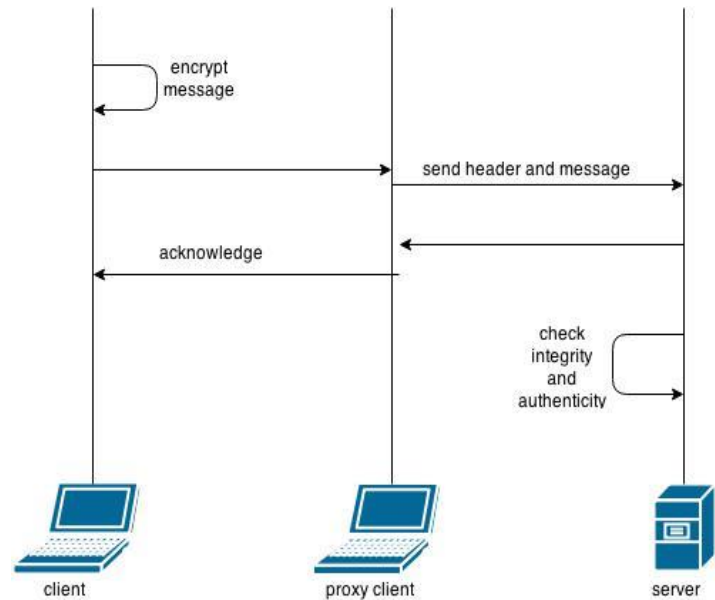 encrypt
message
send header and message
acknowledge
check
integrity
and
authenticity
client
proxy client
server